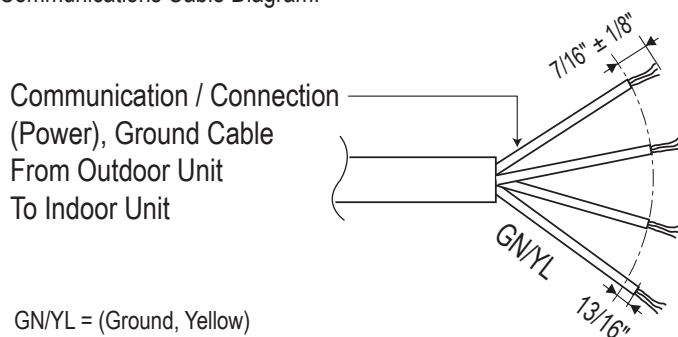 Communications Cable Diagram.
7/16" ± 1/8"
Communication / Connection
(Power), Ground Cable
From Outdoor Unit
To Indoor Unit
GN/YL
13/16"
GN/YL = (Ground, Yellow)